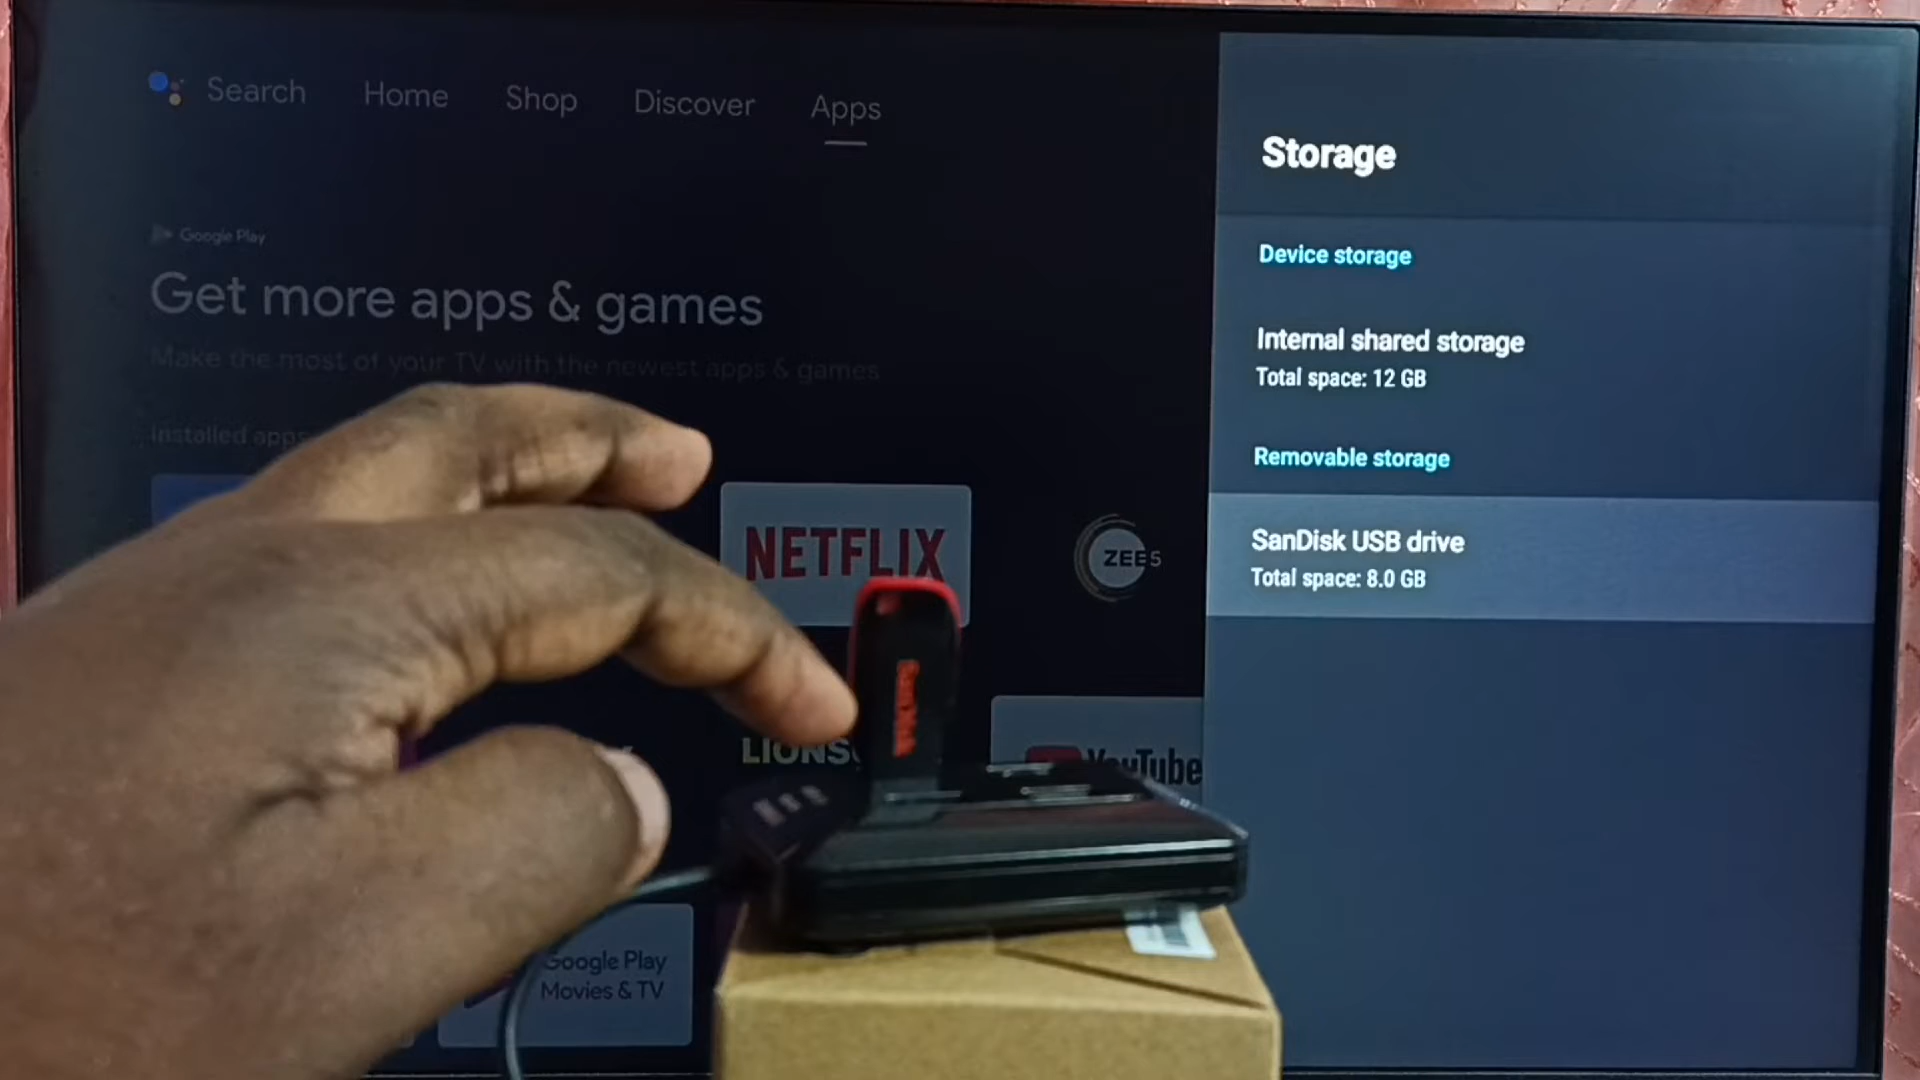 Search Home Shop Discover Apps
Google Play
Get more apps & games
Make the most of your TV with the newest apps & games
Installed apps
NETFLIX
ZEE5
LIONSG
YouTube
Google Play
Movies & TV
SanDisk
Storage
Device storage
Internal shared storage
Total space: 12 GB
Removable storage
SanDisk USB drive
Total space: 8.0 GB